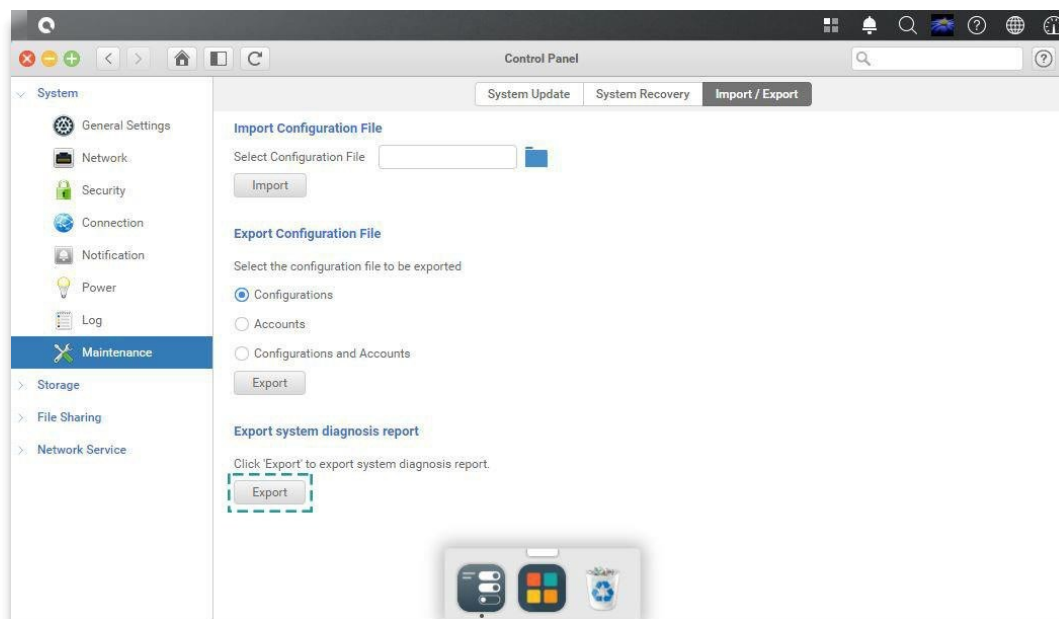 Control Panel
System
General Settings
Network
Security
Connection
Notification
Power
Log
Maintenance
Storage
File Sharing
Network Service
System Update
System Recovery
Import / Export
Import Configuration File
Select Configuration File
Import
Export Configuration File
Select the configuration file to be exported
Configurations
Accounts
Configurations and Accounts
Export
Export system diagnosis report
Click 'Export' to export system diagnosis report.
Export